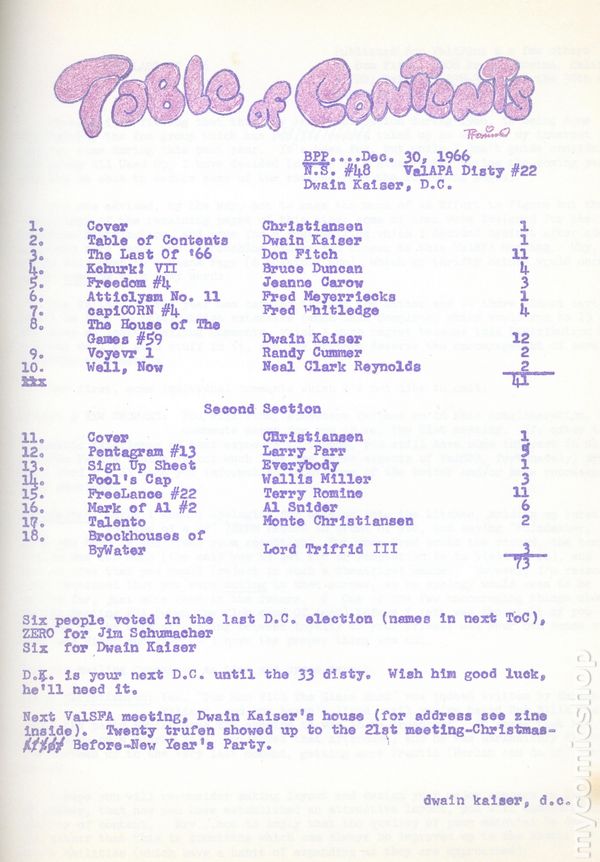 Table of Contents
Romine
BPP....Dec. 30, 1966
N.S. #48 ValAPA Disty #22
Dwain Kaiser, D.C.
1. Cover Christiansen 1
2. Table of Contents Dwain Kaiser 1
3. The Last Of '66 Don Fitch 11
4. Kchurk! VII Bruce Duncan 4
5. Freedom #4 Jeanne Carow 3
6. Atticlysm No. 11 Fred Meyerriecks 1
7. capiCORN #4 Fred Whitledge 4
8. The House of The
Games #59 Dwain Kaiser 12
9. Voyevr 1 Randy Cummer 2
10. Well, Now Neal Clark Reynolds 2
41
Second Section
11. Cover CHristiansen 1
12. Pentagram #13 Larry Parr
13. Sign Up Sheet Everybody 1
14. Fool's Cap Wallis Miller 3
15. FreeLance #22 Terry Romine 11
16. Mark of Al #2 Al Snider 6
17. Talento Monte Christiansen 2
18. Brockhouses of
ByWater Lord Triffid III 3
73
Six people voted in the last D.C. election (names in next ToC),
ZERO for Jim Schumacher
Six for Dwain Kaiser
D.K. is your next D.C. until the 33 disty. Wish him good luck,
he'll need it.
Next ValSFA meeting, Dwain Kaiser's house (for address see zine
inside). Twenty trufen showed up to the 21st meeting-Christmas-
Before-New Year's Party.
dwain kaiser, d.c.
mycomicshop